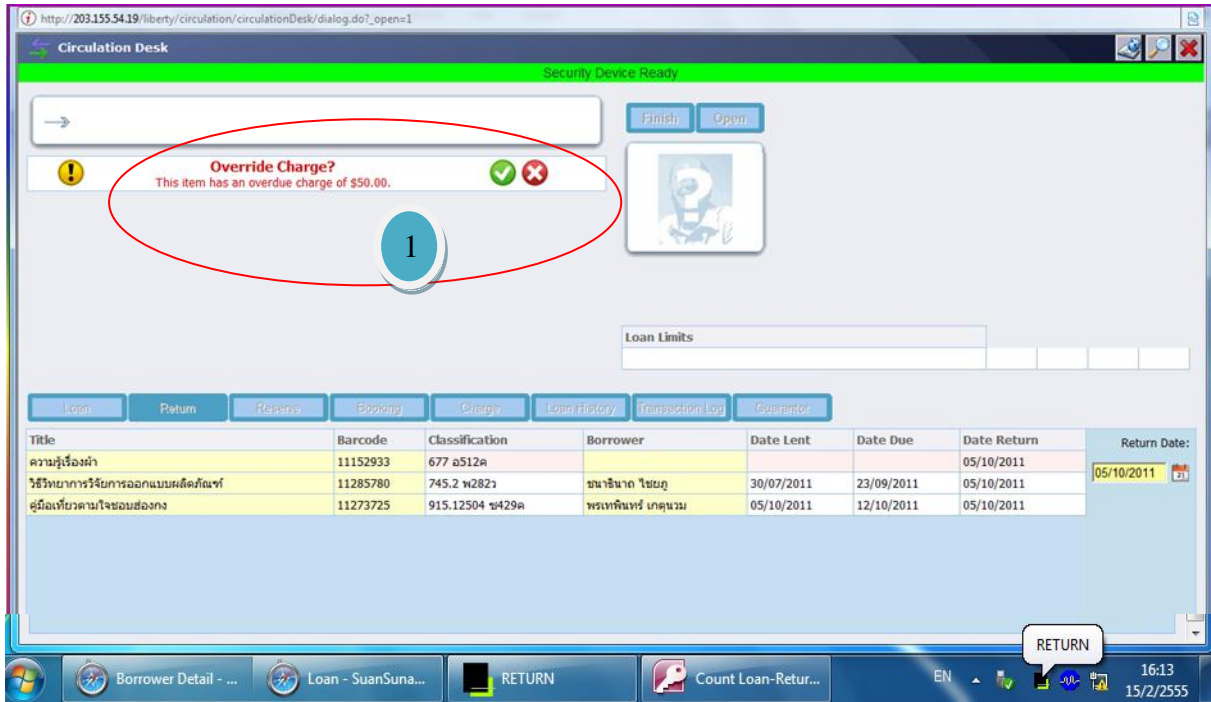 http://203.155.54.19/liberty/circulation/circulationDesk/dialog.do?_open=1
Circulation Desk
Security Device Ready
Finish Open
Override Charge?
This item has an overdue charge of $50.00.
1
Loan Limits
Loan Return Reserve Booking Charge Loan History Transaction Log Guarantor
Title Barcode Classification Borrower Date Lent Date Due Date Return Return Date:
ความรู้เรื่องผ้า 11152933 677 อ512ค 05/10/2011
05/10/2011
วิธีวิทยาการวิจัยการออกแบบผลิตภัณฑ์ 11285780 745.2 พ282ว ชนาธินาถ ไชยภู 30/07/2011 23/09/2011 05/10/2011
คู่มือเที่ยวตามใจชอบฮ่องกง 11273725 915.12504 ช429ค พรเทพินทร์ เกตุนวม 05/10/2011 12/10/2011 05/10/2011
RETURN
Borrower Detail - ... Loan - SuanSuna... RETURN Count Loan-Retur... EN 16:13
15/2/2555